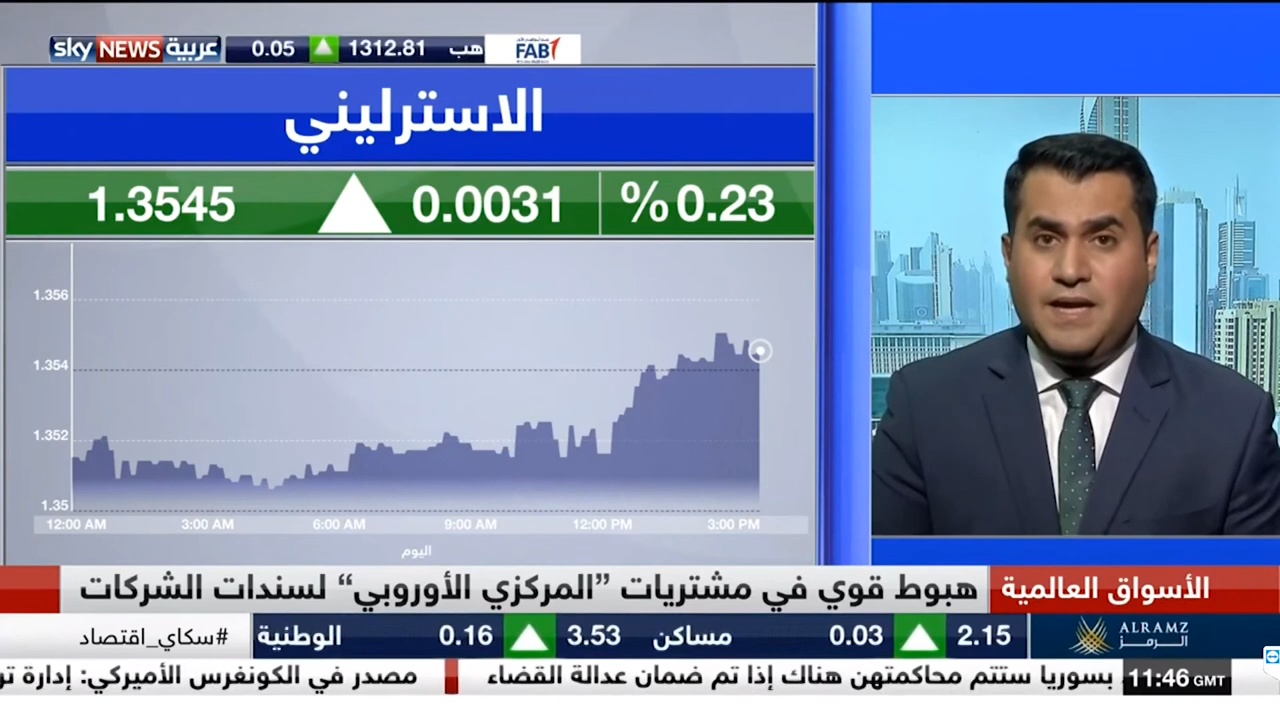 sky NEWS عربية 0.05 1312.81 هب FAB
الاسترليني
1.3545 0.0031 % 0.23
1.356
1.354
1.352
1.35
12:00 AM 3:00 AM 6:00 AM 9:00 AM 12:00 PM 3:00 PM
اليوم
الأسواق العالمية هبوط قوي في مشتريات ”المركزي الأوروبي“ لسندات الشركات
ALRAMZ الرمز 2.15 0.03 مساكن 3.53 0.16 الوطنية #سكاي_اقتصاد
11:46 GMT بسوريا ستتم محاكمتهن هناك إذا تم ضمان عدالة القضاء مصدر في الكونغرس الأميركي: إدارة